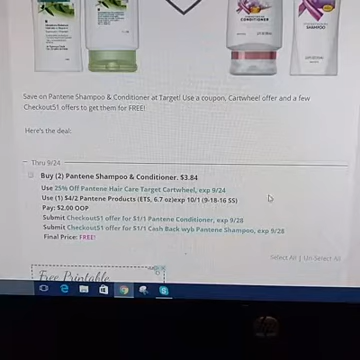 CONDITIONER
SHAMPOO
Save on Pantene Shampoo & Conditioner at Target! Use a coupon, Cartwheel offer and a few
Checkout51 offers to get them for FREE!
Here's the deal:
Thru 9/24
Buy (2) Pantene Shampoo & Conditioner. $3.84
Use 25% Off Pantene Hair Care Target Cartwheel, exp 9/24
Use (1) $4/2 Pantene Products (ETS, 6.7 oz)exp 10/1 (9-18-16 SS)
Pay: $2.00 OOP
Submit Checkout51 offer for $1/1 Pantene Conditioner, exp 9/28
Submit Checkout51 offer for $1/1 Cash Back wyb Pantene Shampoo, exp 9/28
Final Price: FREE!
Select All | Un-Select All
Free Printable
hp